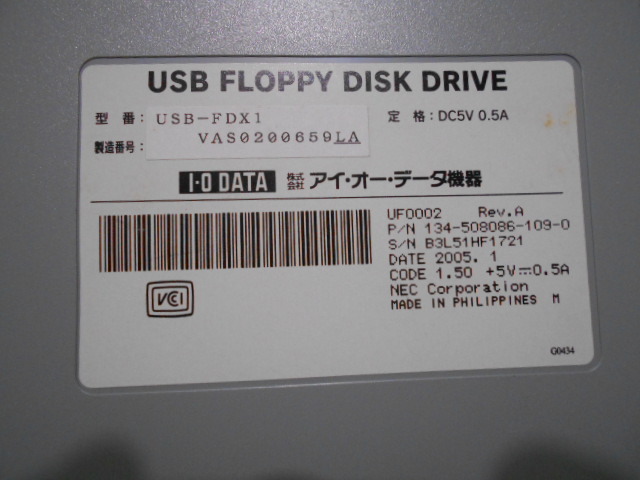 USB FLOPPY DISK DRIVE
型 番 : USB-FDX1 定 格 : DC5V 0.5A
製造番号: VAS0200659LA
I-O DATA 株式会社 アイ・オー・データ機器
UF0002 Rev.A
P/N 134-508086-109-0
S/N B3L51HF1721
DATE 2005. 1
CODE 1.50 +5V⎓0.5A
NEC Corporation
MADE IN PHILIPPINES M
VCI
G0434